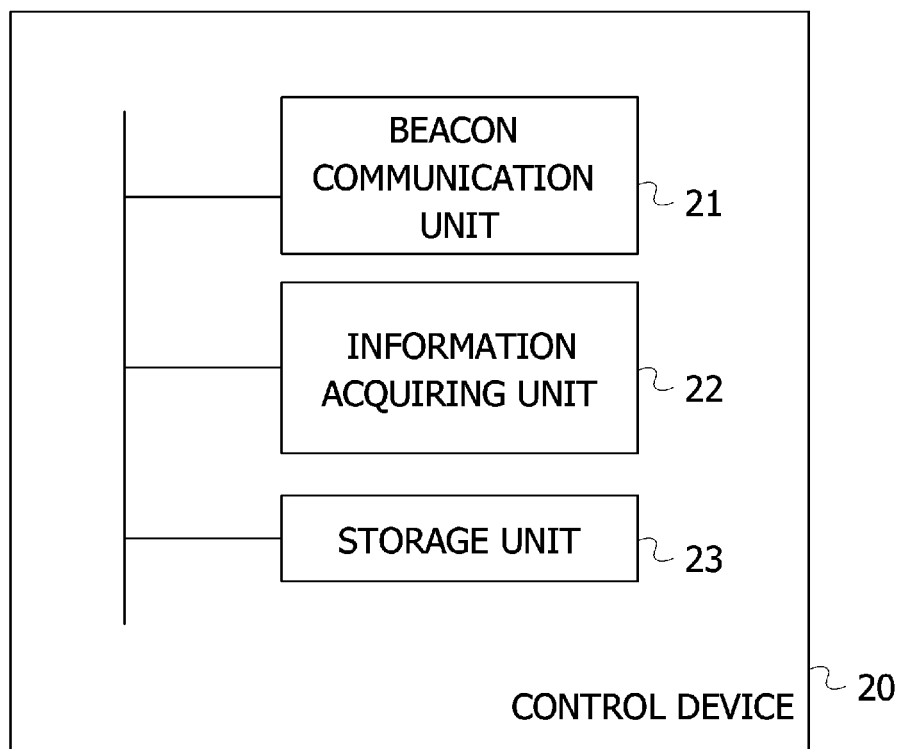 BEACON
COMMUNICATION
UNIT
21
INFORMATION
ACQUIRING UNIT
22
STORAGE UNIT
23
CONTROL DEVICE
20